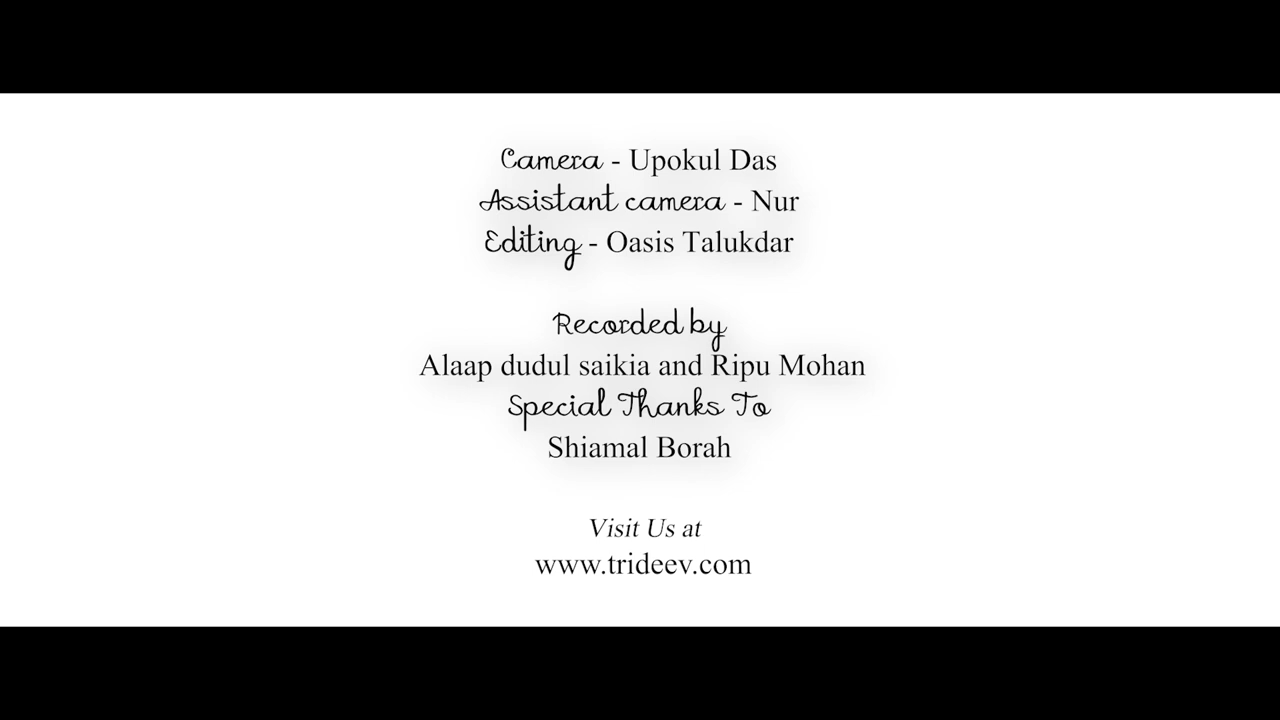 Camera - Upokul Das
Assistant camera - Nur
Editing - Oasis Talukdar
Recorded by
Alaap dudul saikia and Ripu Mohan
Special Thanks To
Shiamal Borah
Visit Us at
www.trideev.com